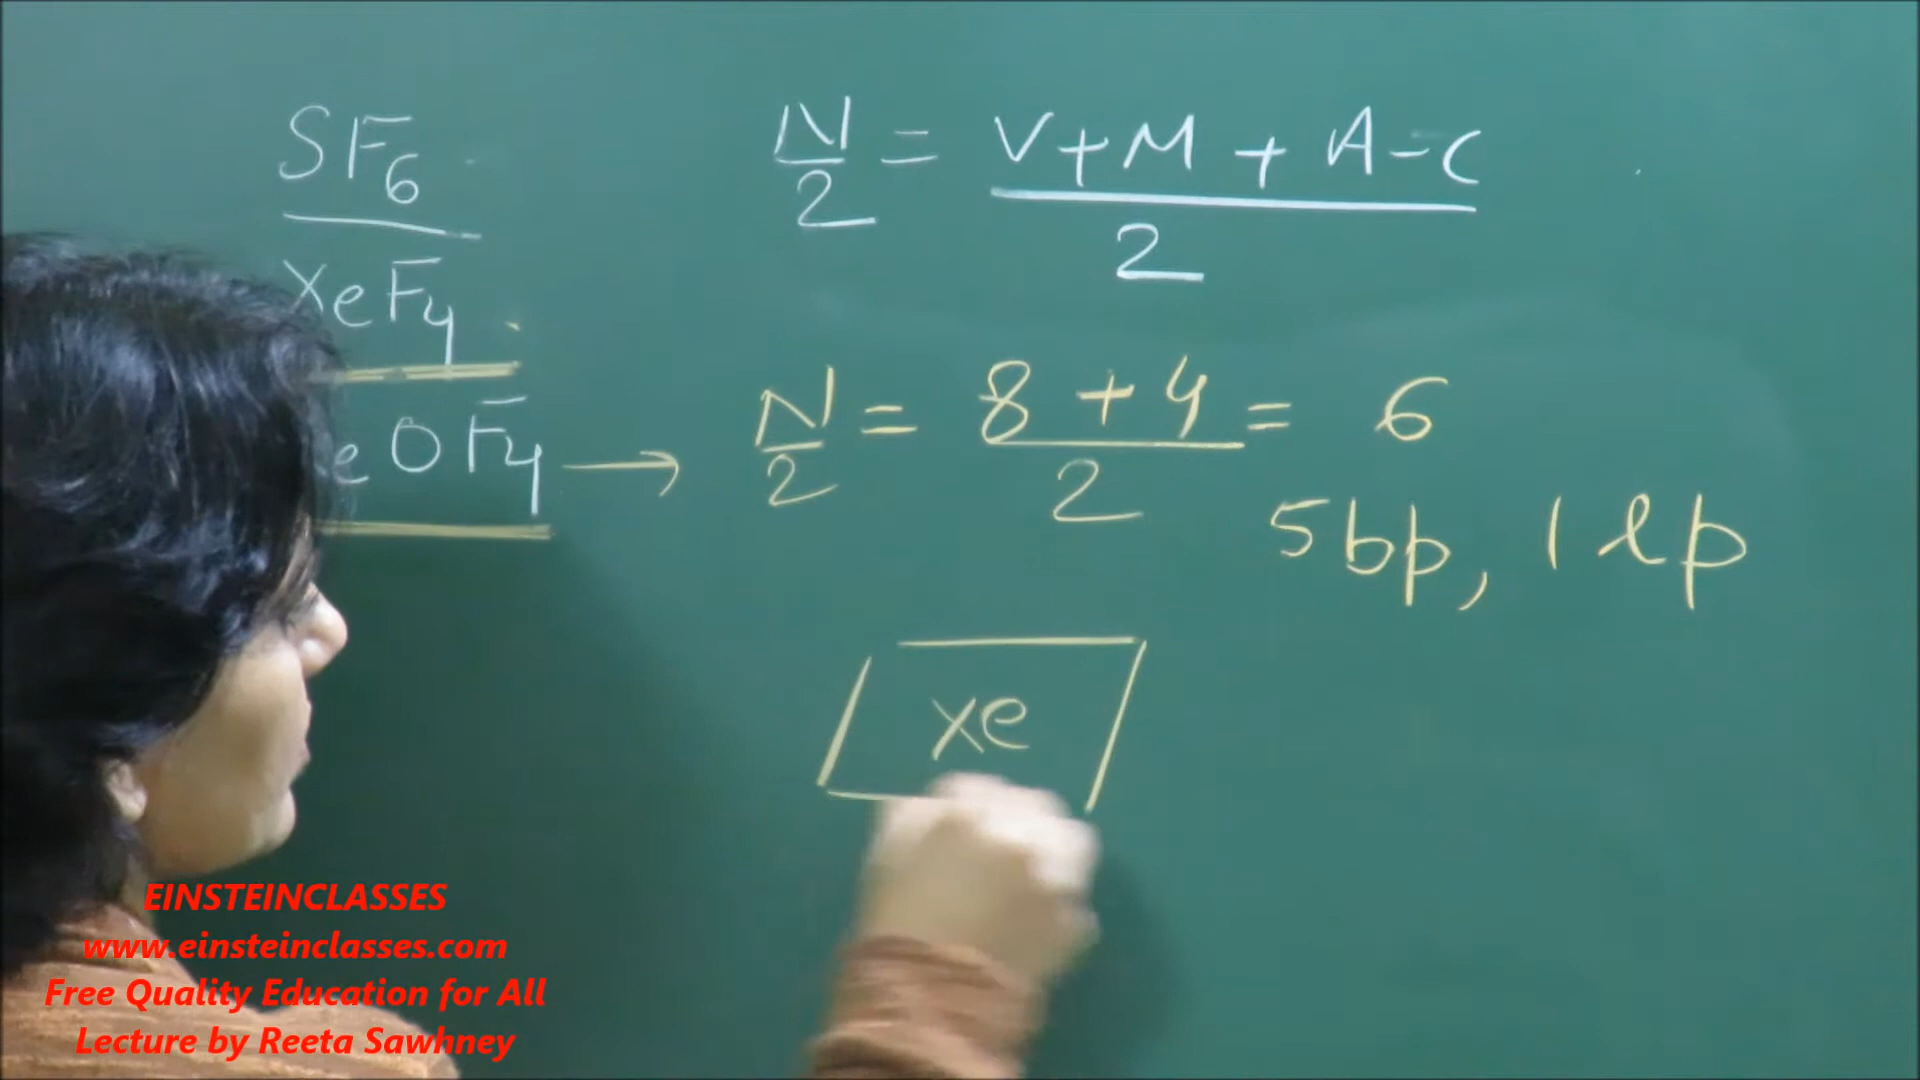 SF6
XeF4
eOF4 →
N/2 = V+M+A-C/2
N/2 = 8+4/2 = 6
5bp, 1lp
xe
EINSTEINCLASSES
www.einsteinclasses.com
Free Quality Education for All
Lecture by Reeta Sawhney